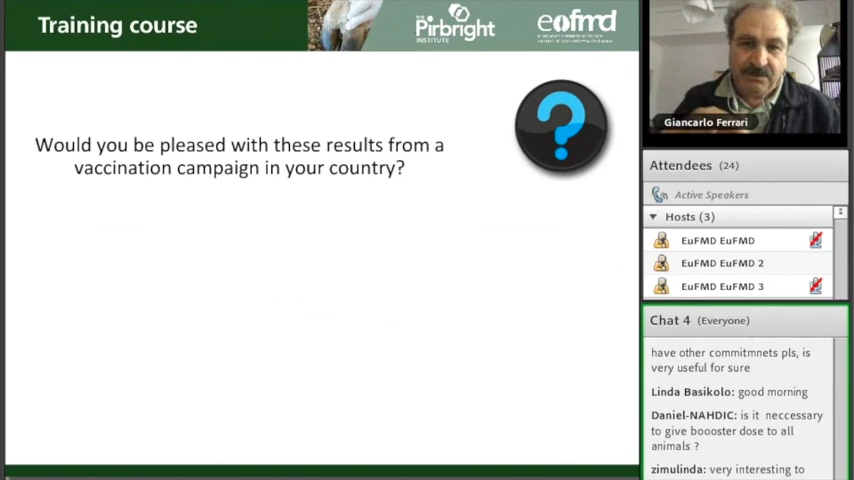 Training course
THE
Pirbright
INSTITUTE
eofmd
Would you be pleased with these results from a
vaccination campaign in your country?
Giancarlo Ferrari
Attendees (24)
Active Speakers
Hosts (3)
EuFMD EuFMD
EuFMD EuFMD 2
EuFMD EuFMD 3
Chat 4 (Everyone)
have other commitmnets pls, is
very useful for sure
Linda Basikolo: good morning
Daniel-NAHDIC: is it neccessary
to give boooster dose to all
animals ?
zimulinda: very interesting to